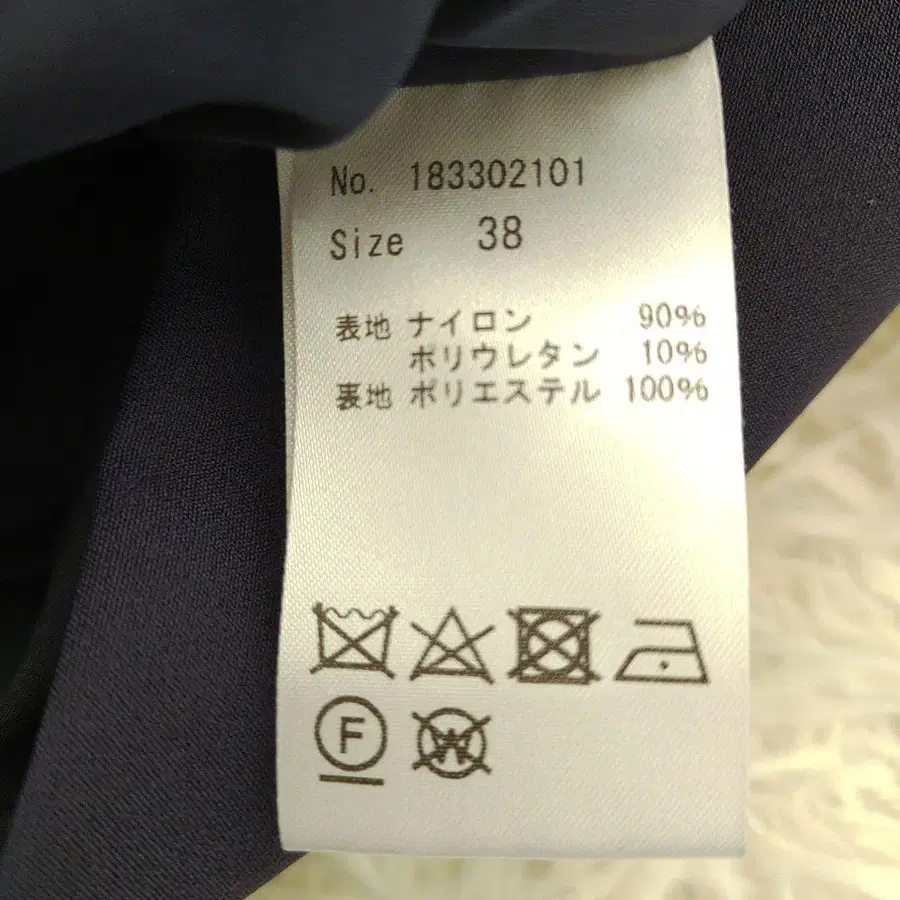 No. 183302101
Size 38
表地 ナイロン 90%
ポリウレタン 10%
裏地 ポリエステル 100%
F
W